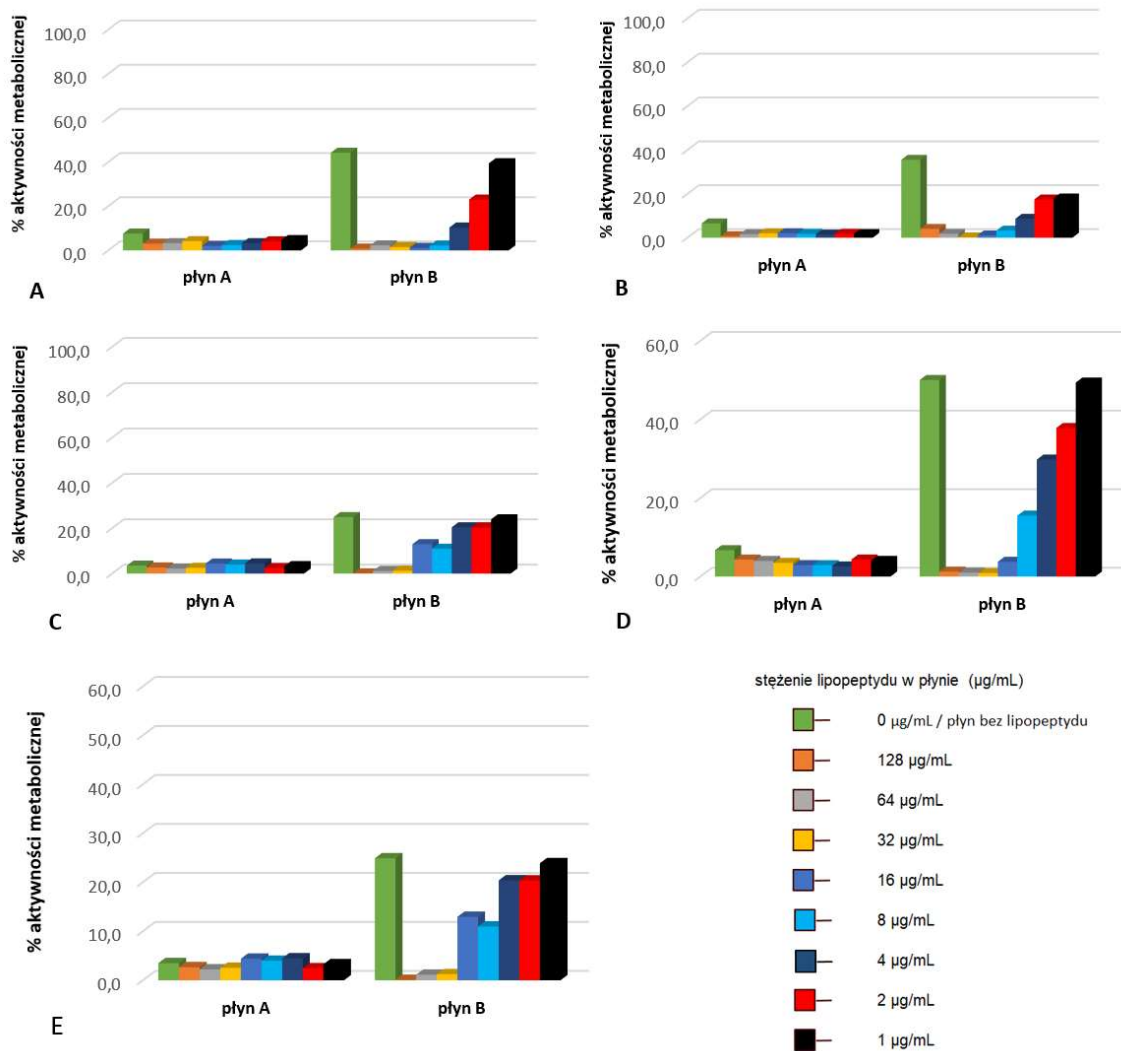 % aktywności metabolicznej
100,0
80,0
60,0
40,0
20,0
0,0
płyn A
płyn B
A
% aktywności metabolicznej
100,0
80,0
60,0
40,0
20,0
0,0
płyn A
płyn B
B
% aktywności metabolicznej
100,0
80,0
60,0
40,0
20,0
0,0
płyn A
płyn B
C
% aktywności metabolicznej
60,0
40,0
20,0
0,0
płyn A
płyn B
D
% aktywności metabolicznej
60,0
50,0
40,0
30,0
20,0
10,0
0,0
płyn A
płyn B
E
stężenie lipopeptydu w płynie (µg/mL)
0 µg/mL / płyn bez lipopeptydu
128 µg/mL
64 µg/mL
32 µg/mL
16 µg/mL
8 µg/mL
4 µg/mL
2 µg/mL
1 µg/mL